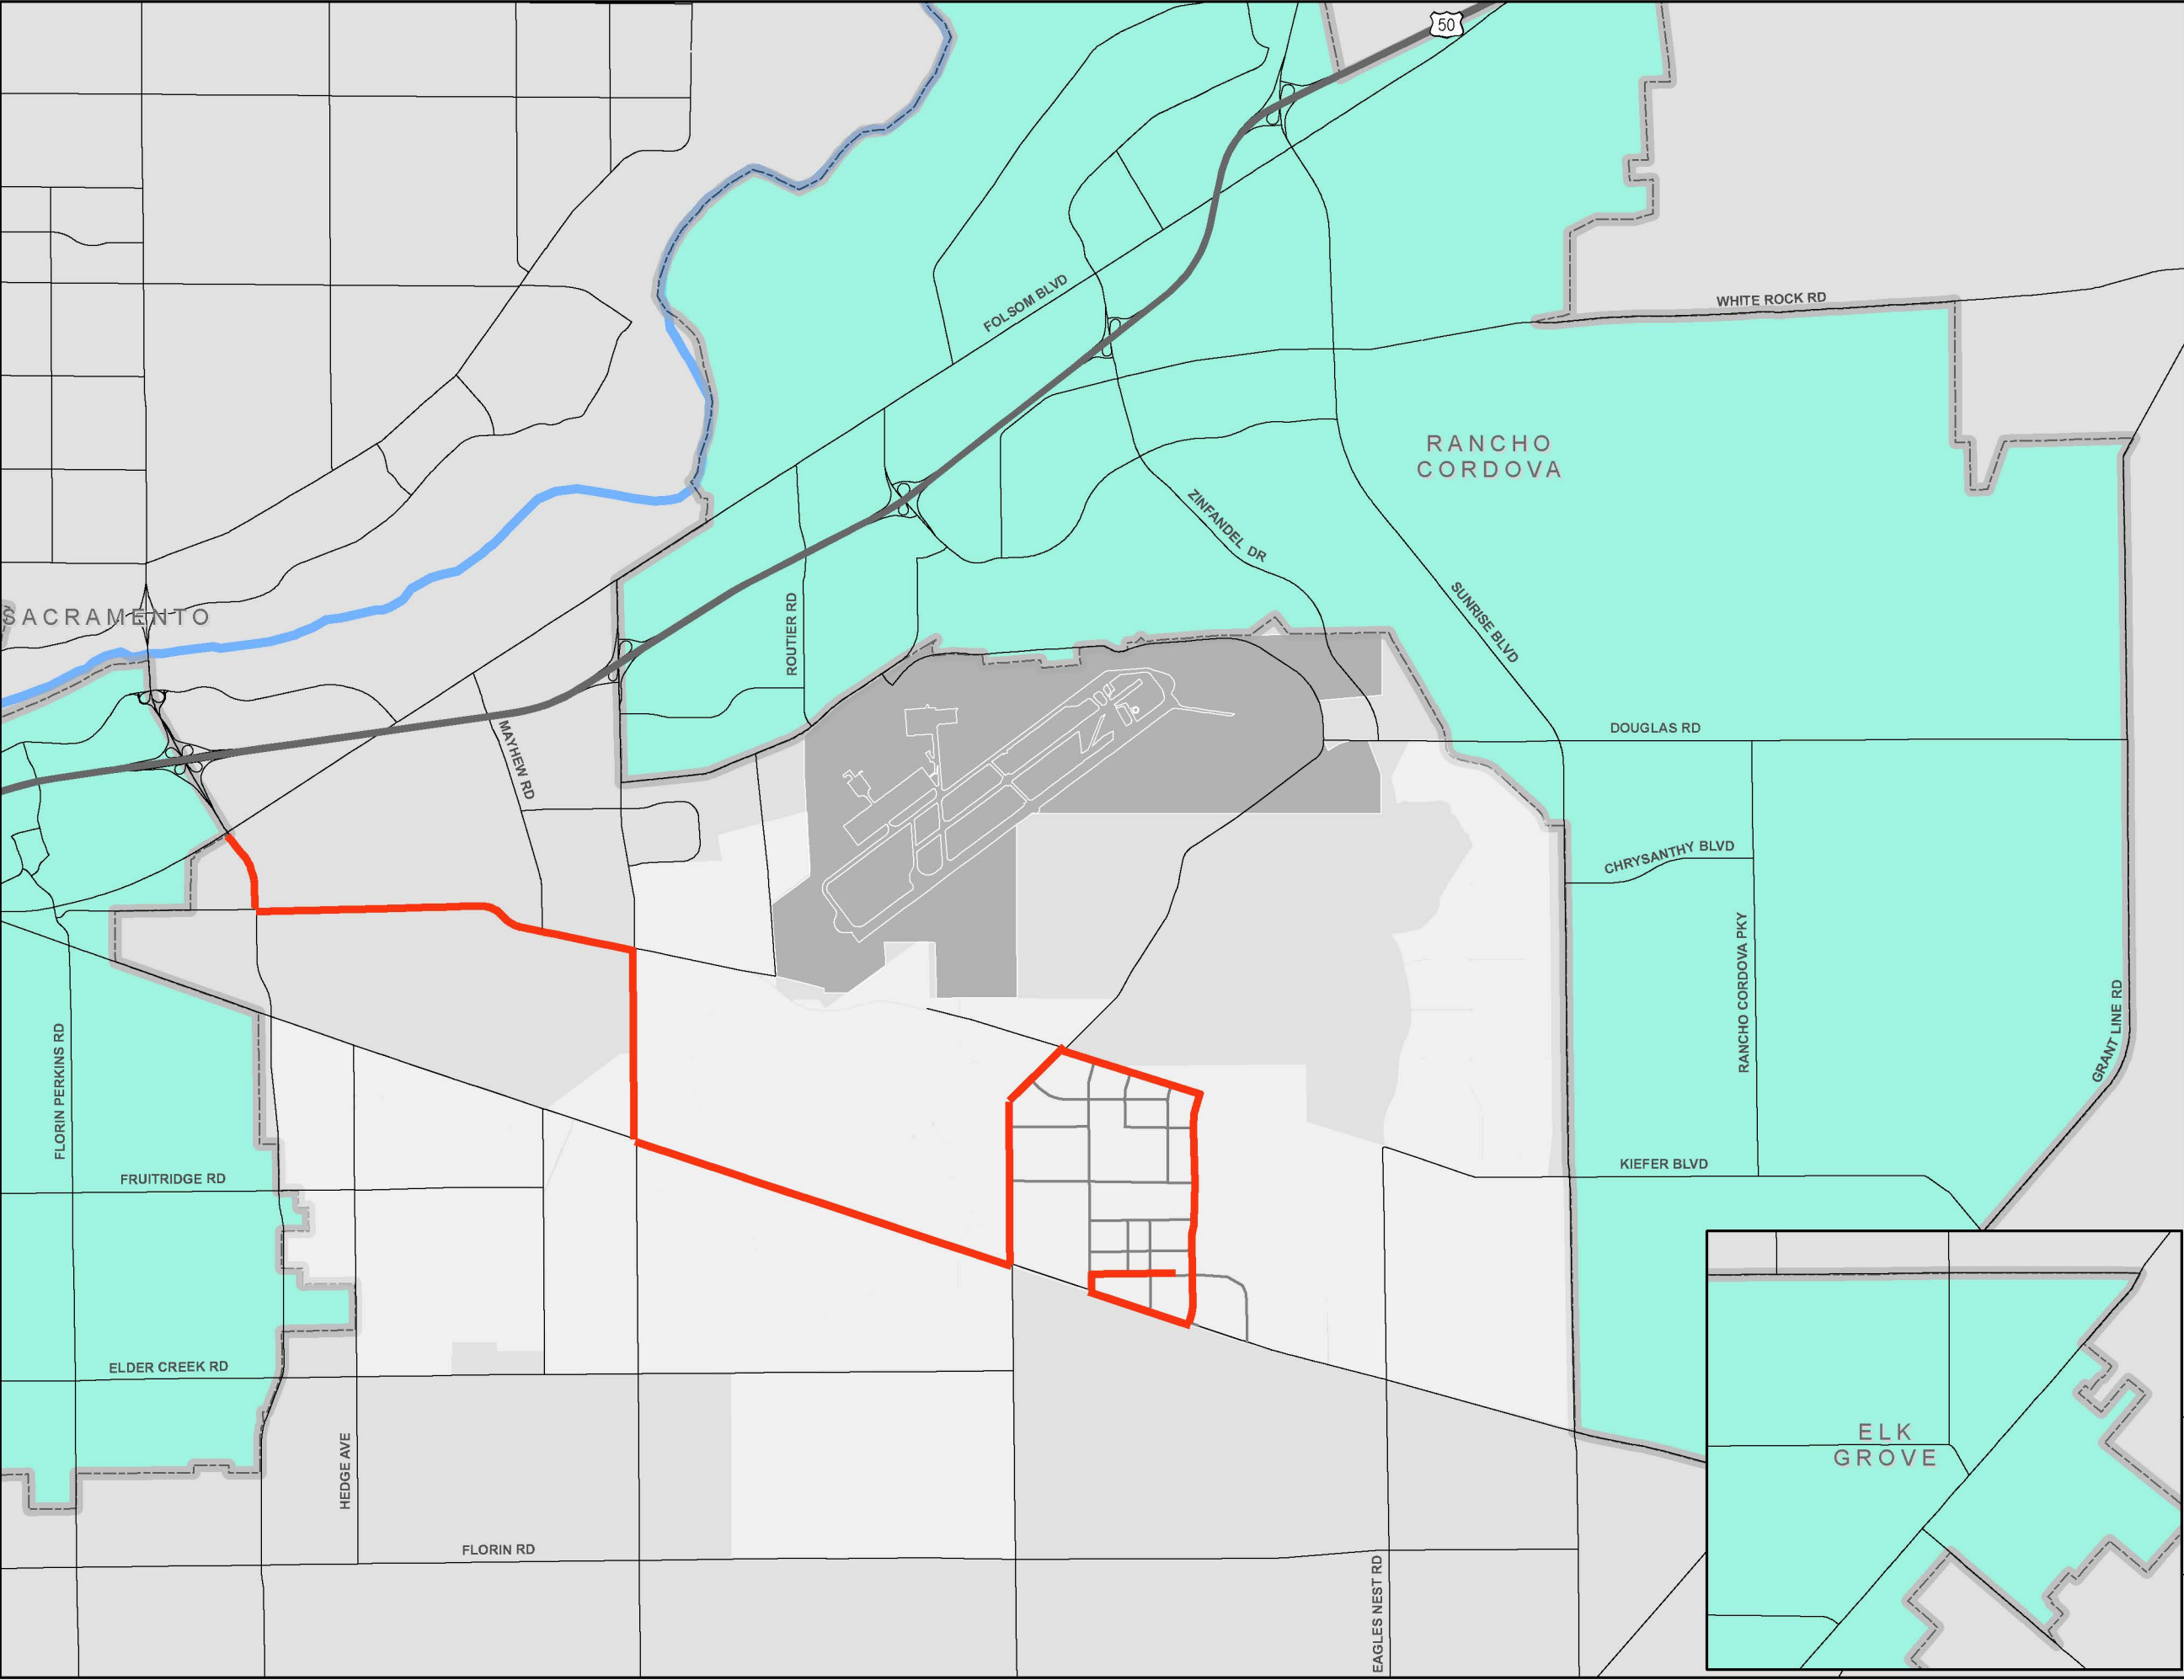 50
FOLSOM BLVD
WHITE ROCK RD
RANCHO
CORDOVA
ZINFANDEL DR
SUNRISE BLVD
ROUTIER RD
SACRAMENTO
MAYHEW RD
DOUGLAS RD
CHRYSANTHY BLVD
RANCHO CORDOVA PKY
GRANT LINE RD
FLORIN PERKINS RD
FRUITRIDGE RD
KIEFER BLVD
ELDER CREEK RD
HEDGE AVE
FLORIN RD
EAGLES NEST RD
ELK
GROVE